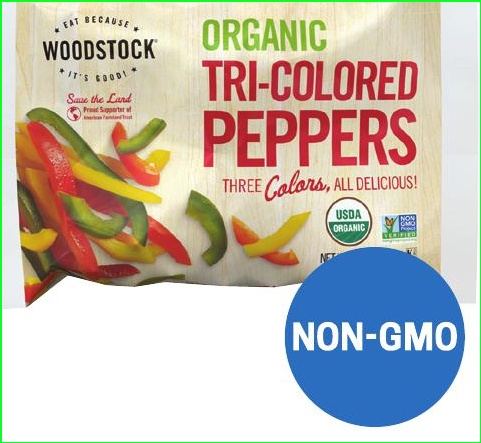 EAT BECAUSE
WOODSTOCK
IT'S GOOD!
Save the Land
Proud Supporter of
American Farmland Trust
ORGANIC
TRI-COLORED
PEPPERS
THREE Colors, ALL DELICIOUS!
USDA
ORGANIC
NON
GMO
Project
VERIFIED
NON-GMO